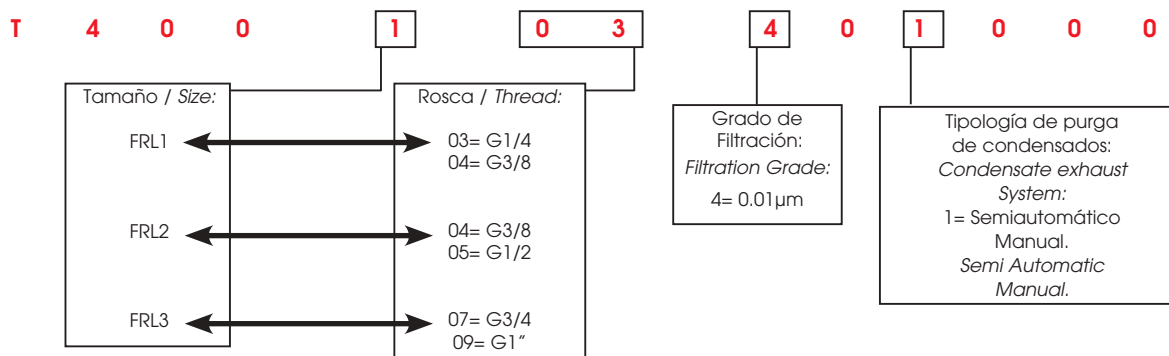 T 4 0 0 1 0 3 4 0 1 0 0 0
Tamaño / Size:
FRL1
FRL2
FRL3
Rosca / Thread:
03= G1/4
04= G3/8
04= G3/8
05= G1/2
07= G3/4
09= G1”
Grado de
Filtración:
Filtration Grade:
4= 0.01µm
Tipología de purga
de condensados:
Condensate exhaust
System:
1= Semiautomático
Manual.
Semi Automatic
Manual.